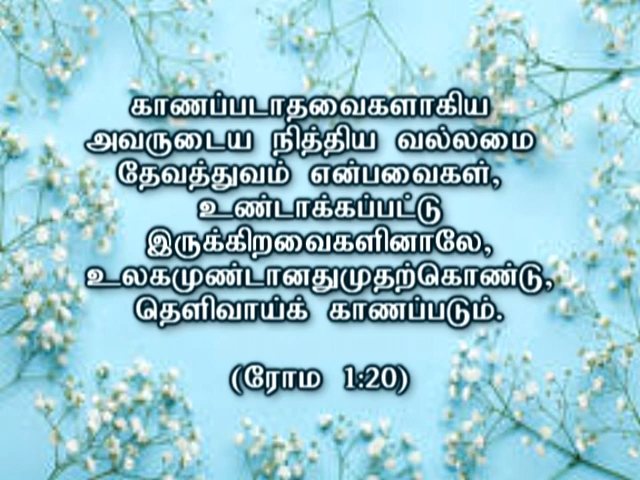 காணப்படாதவைகளாகிய
அவருடைய நித்திய வல்லமை
தேவத்துவம் என்பவைகள்,
உண்டாக்கப்பட்டு
இருக்கிறவைகளினாலே,
உலகமுண்டானதுமுதற்கொண்டு,
தெளிவாய்க் காணப்படும்.
(ரோம 1:20)